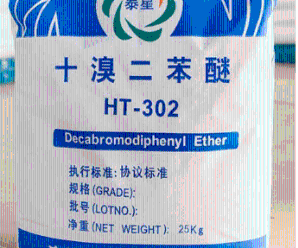 泰星
十溴二苯醚
HT-302
Decabromodiphenyl Ether
执行标准: 协议标准
规格(GRADE):
批号(LOTNO.):
净重(NET WEIGHT): 25Kg